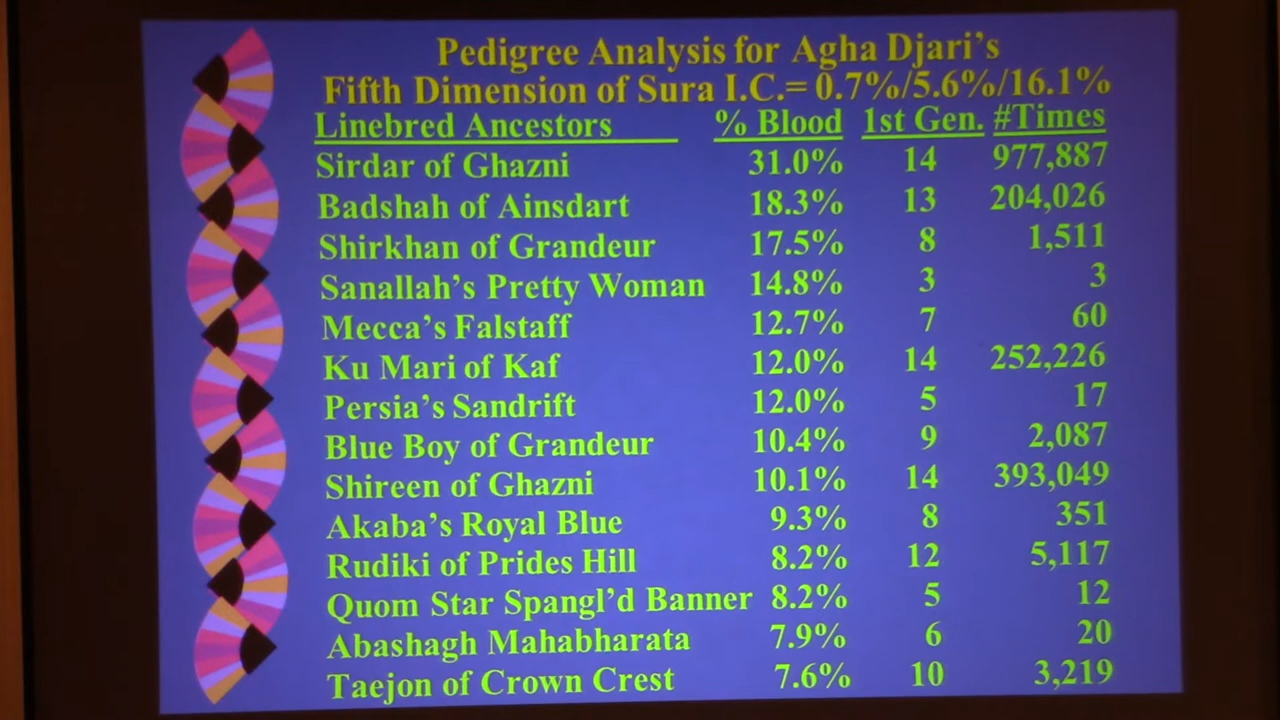 Pedigree Analysis for Agha Djari's
Fifth Dimension of Sura I.C.= 0.7%/5.6%/16.1%
Linebred Ancestors % Blood 1st Gen. #Times
Sirdar of Ghazni 31.0% 14 977,887
Badshah of Ainsdart 18.3% 13 204,026
Shirkhan of Grandeur 17.5% 8 1,511
Sanallah's Pretty Woman 14.8% 3 3
Mecca's Falstaff 12.7% 7 60
Ku Mari of Kaf 12.0% 14 252,226
Persia's Sandrift 12.0% 5 17
Blue Boy of Grandeur 10.4% 9 2,087
Shireen of Ghazni 10.1% 14 393,049
Akaba's Royal Blue 9.3% 8 351
Rudiki of Prides Hill 8.2% 12 5,117
Quom Star Spangl'd Banner 8.2% 5 12
Abashagh Mahabharata 7.9% 6 20
Taejon of Crown Crest 7.6% 10 3,219